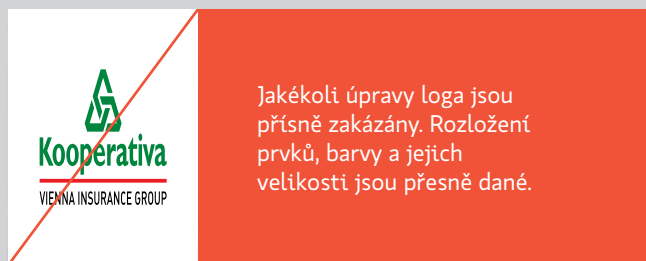 Kooperativa
VIENNA INSURANCE GROUP
Jakékoli úpravy loga jsou
přísně zakázány. Rozložení
prvků, barvy a jejich
velikosti jsou přesně dané.